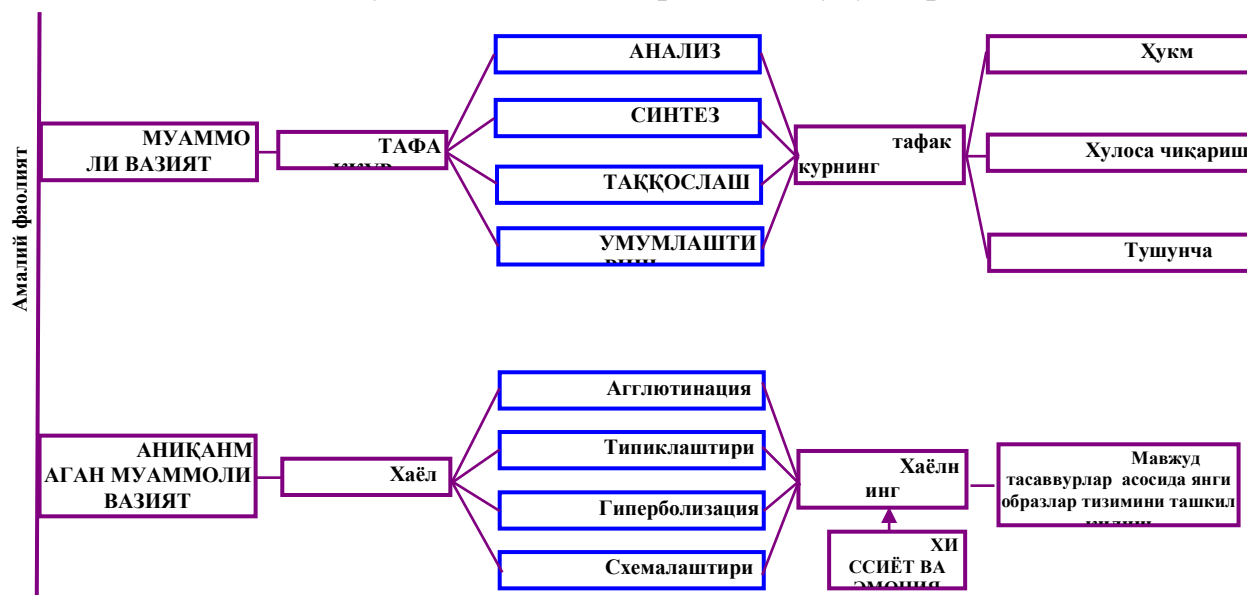 Амалий фаолият
МУАММО
ЛИ ВАЗИЯТ
ТАФА
АНАЛИЗ
СИНТЕЗ
ТАҚҚОСЛАШ
УМУМЛАШТИ
тафак
курнинг
Ҳукм
Хулоса чиқариш
Тушунча
АНИҚАНМ
АГАН МУАММОЛИ
ВАЗИЯТ
Хаёл
Агглютинация
Типиклаштири
Гиперболизация
Схемалаштири
Хаёлн
инг
ХИ
ССИЁТ ВА
Мавжуд
тасаввурлар асосида янги
образлар тизимини ташкил